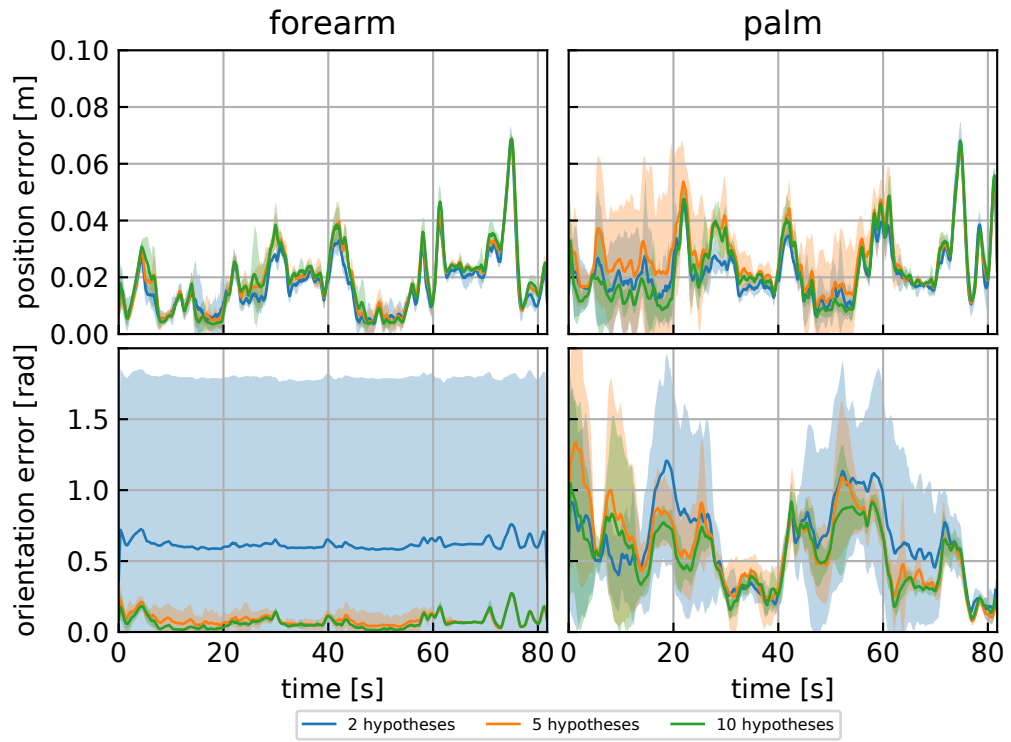 forearm palm
position error [m]
0.10
0.08
0.06
0.04
0.02
0.00
orientation error [rad]
1.5
1.0
0.5
0.0
0 20 40 60 80 0 20 40 60 80
time [s] time [s]
2 hypotheses 5 hypotheses 10 hypotheses